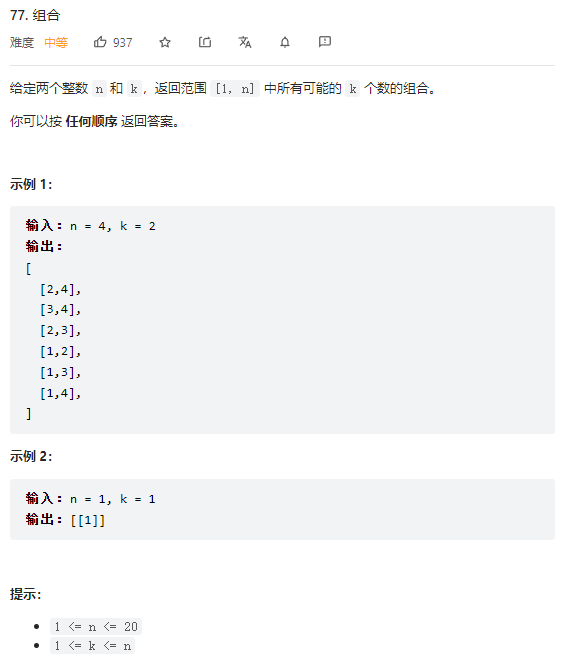 77. 组合
难度 中等 937
给定两个整数 n 和 k，返回范围 [1, n] 中所有可能的 k 个数的组合。
你可以按 任何顺序 返回答案。
示例 1：
输入：n = 4, k = 2
输出：
[
[2,4],
[3,4],
[2,3],
[1,2],
[1,3],
[1,4],
]
示例 2：
输入：n = 1, k = 1
输出：[[1]]
提示：
1 <= n <= 20
1 <= k <= n